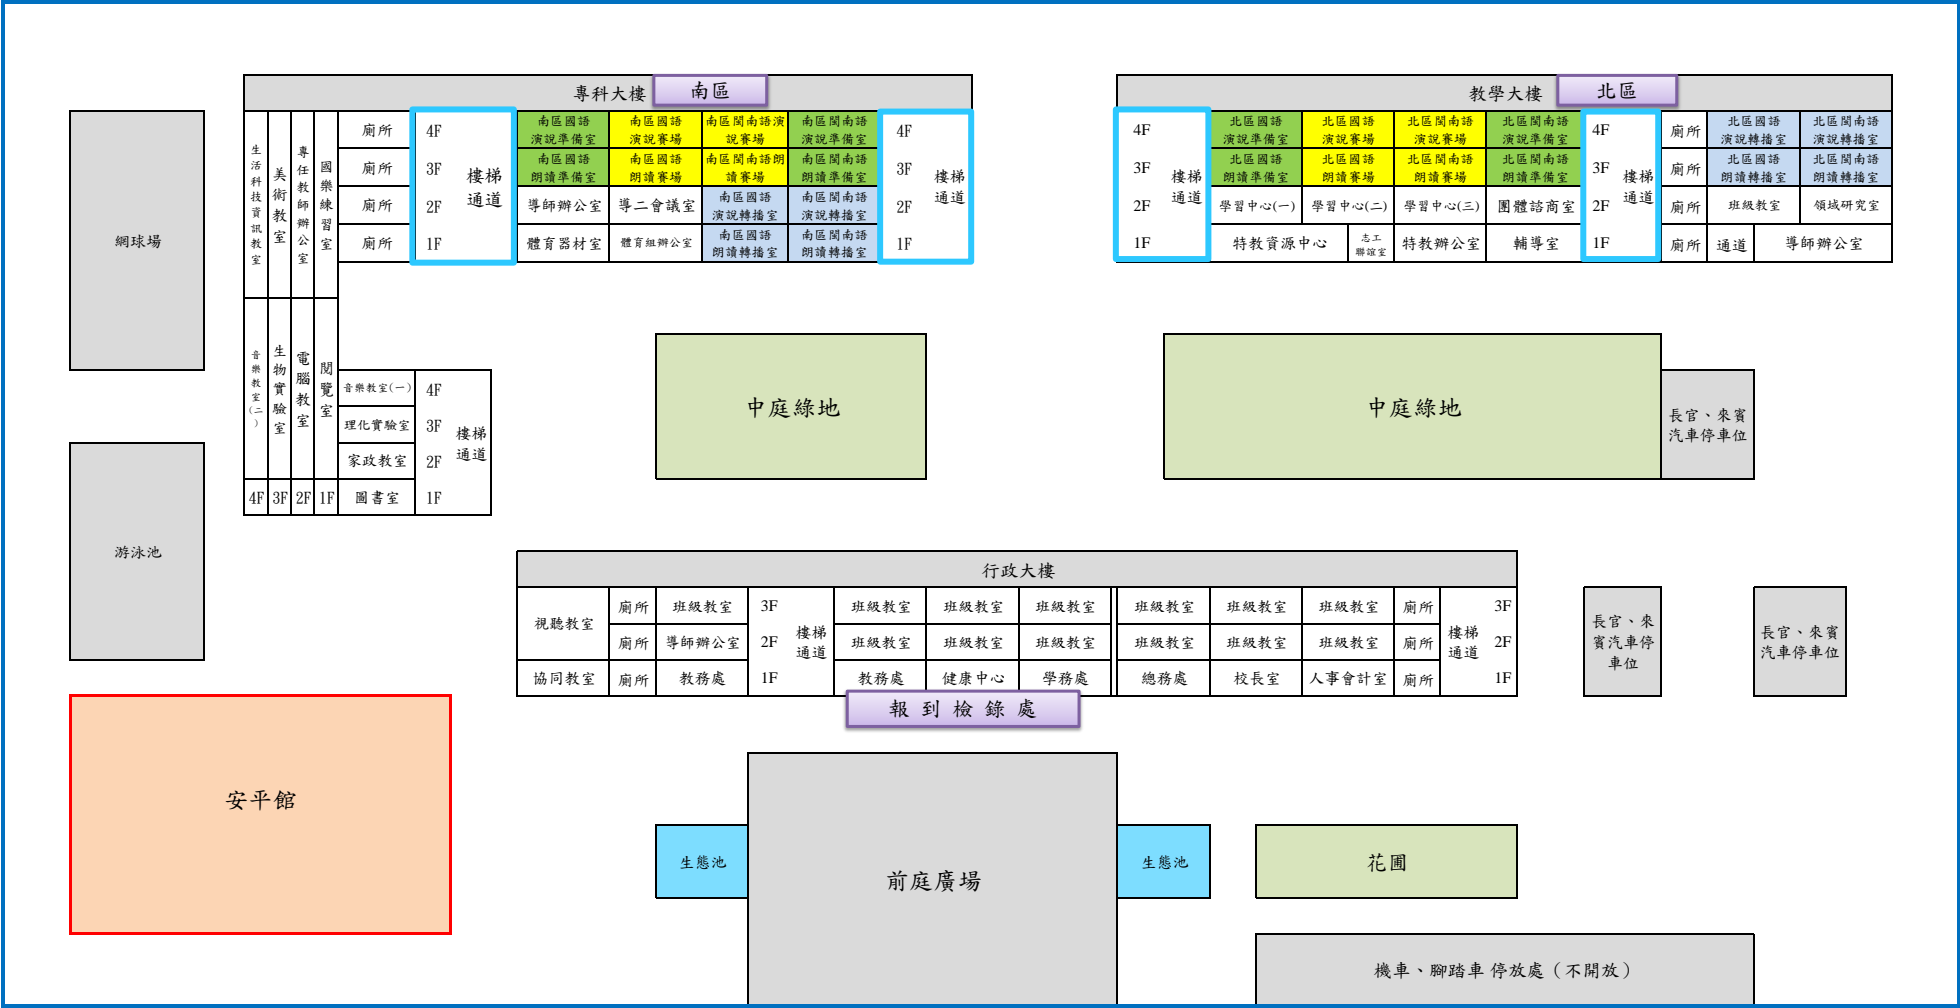 專科大樓
南區
網球場
生活科技資訊教室
美術教室
專任教師辦公室
國樂練習室
廁所
廁所
廁所
廁所
4F
3F
2F
1F
樓梯
通道
南區國語
演說準備室
南區國語
演說賽場
南區閩南語演
說賽場
南區閩南語
演說準備室
南區國語
朗讀準備室
南區國語
朗讀賽場
南區閩南語朗
讀賽場
南區閩南語
朗讀準備室
導師辦公室
導二會議室
南區國語
演說轉播室
南區閩南語
演說轉播室
體育器材室
體育組辦公室
南區國語
朗讀轉播室
南區閩南語
朗讀轉播室
4F
3F
2F
1F
樓梯
通道
教學大樓
北區
4F
3F
2F
1F
樓梯
通道
北區國語
演說準備室
北區國語
演說賽場
北區閩南語
演說賽場
北區閩南語
演說準備室
北區國語
朗讀準備室
北區國語
朗讀賽場
北區閩南語
朗讀賽場
北區閩南語
朗讀準備室
學習中心(一)
學習中心(二)
學習中心(三)
團體諮商室
特教資源中心
志工
聯誼室
特教辦公室
輔導室
4F
3F
2F
1F
樓梯
通道
廁所
北區國語
演說轉播室
北區閩南語
演說轉播室
廁所
北區國語
朗讀轉播室
北區閩南語
朗讀轉播室
廁所
班級教室
領域研究室
廁所
通道
導師辦公室
音樂教室(二)
生物實驗室
電腦教室
閱覽室
4F
3F
2F
1F
音樂教室(一)
理化實驗室
家政教室
圖書室
4F
3F
2F
1F
樓梯
通道
中庭綠地
中庭綠地
長官、來賓
汽車停車位
游泳池
行政大樓
視聽教室
廁所
班級教室
3F
班級教室
班級教室
班級教室
班級教室
班級教室
班級教室
廁所
3F
廁所
導師辦公室
2F
樓梯
通道
班級教室
班級教室
班級教室
班級教室
班級教室
班級教室
廁所
樓梯
通道
2F
協同教室
廁所
教務處
1F
教務處
健康中心
學務處
總務處
校長室
人事會計室
廁所
1F
報到檢錄處
長官、來
賓汽車停
車位
長官、來賓
汽車停車位
安平館
生態池
前庭廣場
生態池
花圃
機車、腳踏車 停放處（不開放）